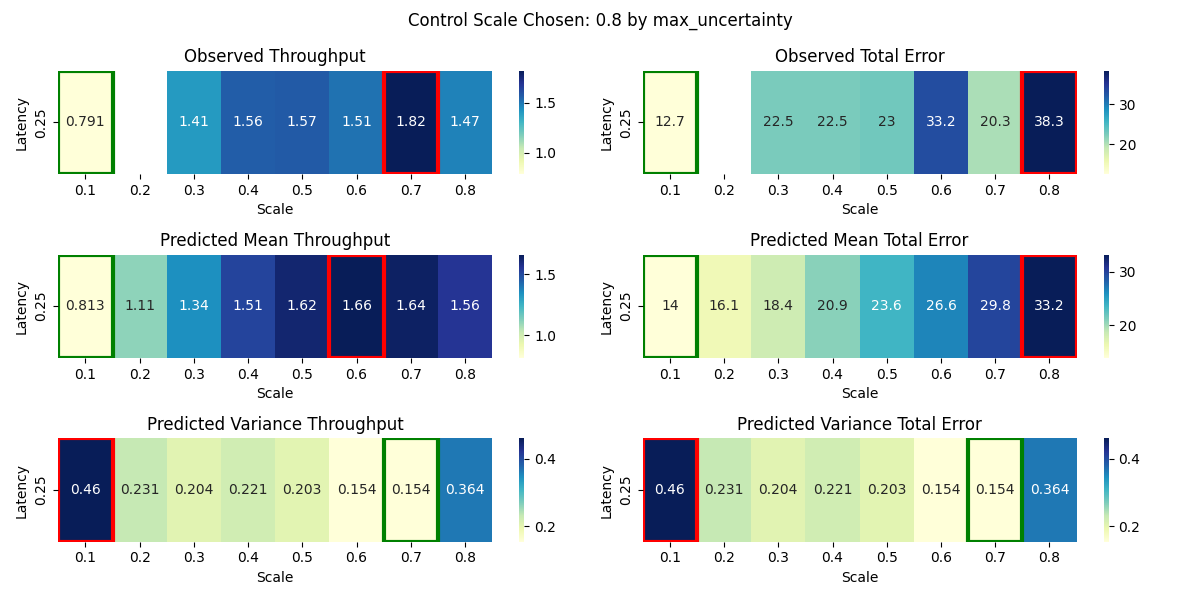 Control Scale Chosen: 0.8 by max_uncertainty
Observed Throughput
Latency
0.25
0.791 1.41 1.56 1.57 1.51 1.82 1.47
0.1 0.2 0.3 0.4 0.5 0.6 0.7 0.8
Scale
1.5
1.0
Observed Total Error
Latency
0.25
12.7 22.5 22.5 23 33.2 20.3 38.3
0.1 0.2 0.3 0.4 0.5 0.6 0.7 0.8
Scale
30
20
Predicted Mean Throughput
Latency
0.25
0.813 1.11 1.34 1.51 1.62 1.66 1.64 1.56
0.1 0.2 0.3 0.4 0.5 0.6 0.7 0.8
Scale
1.5
1.0
Predicted Mean Total Error
Latency
0.25
14 16.1 18.4 20.9 23.6 26.6 29.8 33.2
0.1 0.2 0.3 0.4 0.5 0.6 0.7 0.8
Scale
30
20
Predicted Variance Throughput
Latency
0.25
0.46 0.231 0.204 0.221 0.203 0.154 0.154 0.364
0.1 0.2 0.3 0.4 0.5 0.6 0.7 0.8
Scale
0.4
0.2
Predicted Variance Total Error
Latency
0.25
0.46 0.231 0.204 0.221 0.203 0.154 0.154 0.364
0.1 0.2 0.3 0.4 0.5 0.6 0.7 0.8
Scale
0.4
0.2